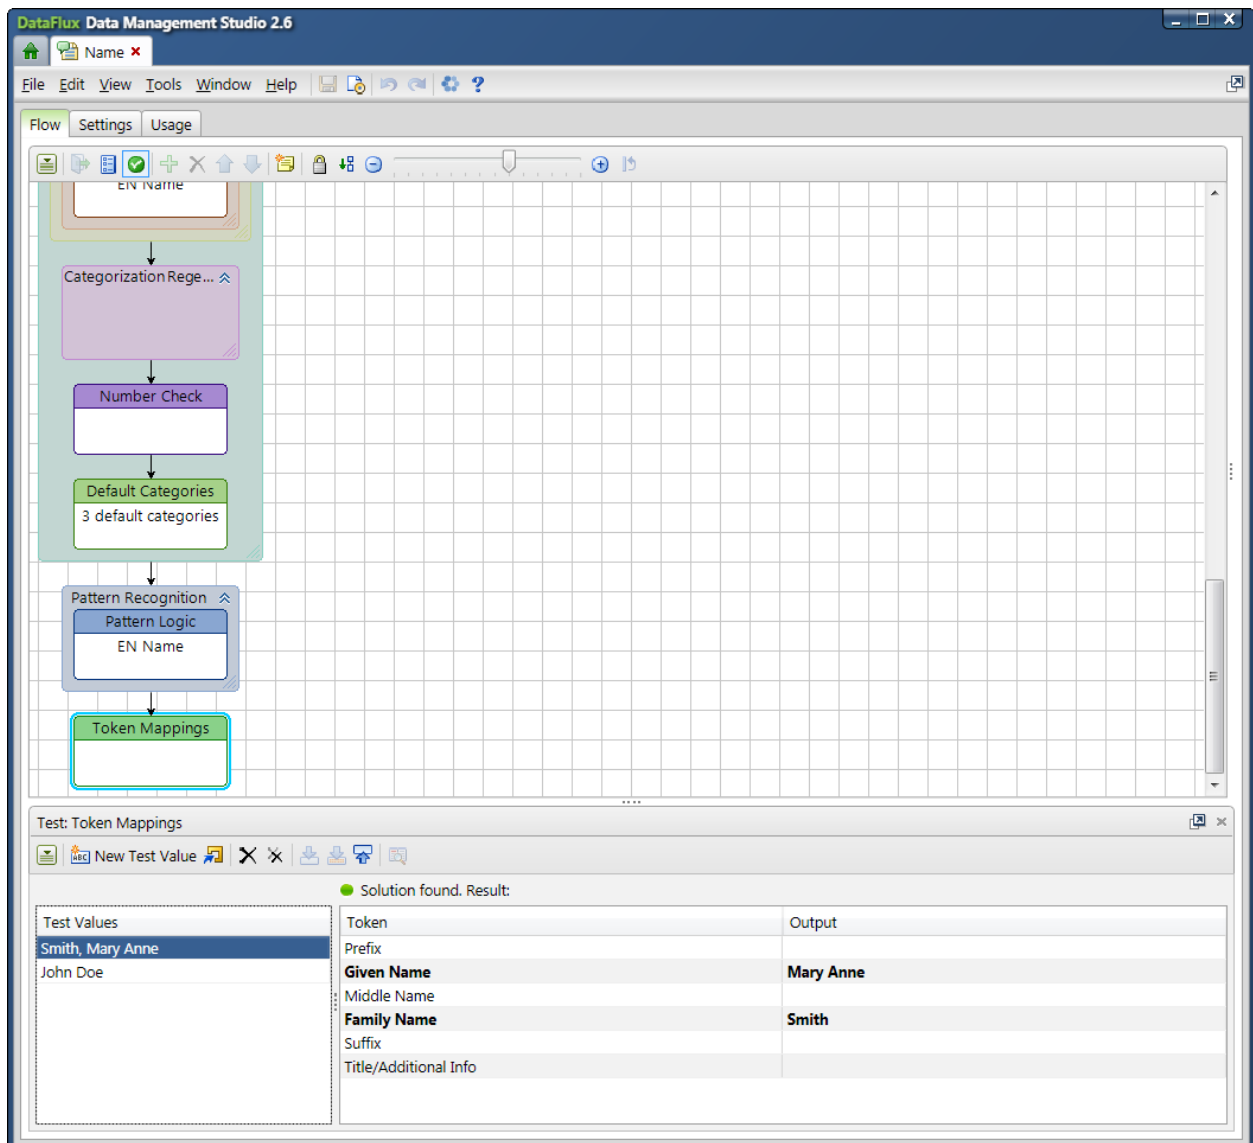 DataFlux Data Management Studio 2.6
Name
File Edit View Tools Window Help
Flow Settings Usage
EN Name
Categorization Rege...
Number Check
Default Categories
3 default categories
Pattern Recognition
Pattern Logic
EN Name
Token Mappings
Test: Token Mappings
ABC New Test Value
Solution found. Result:
Test Values Token Output
Smith, Mary Anne Prefix
John Doe Given Name Mary Anne
Middle Name
Family Name Smith
Suffix
Title/Additional Info